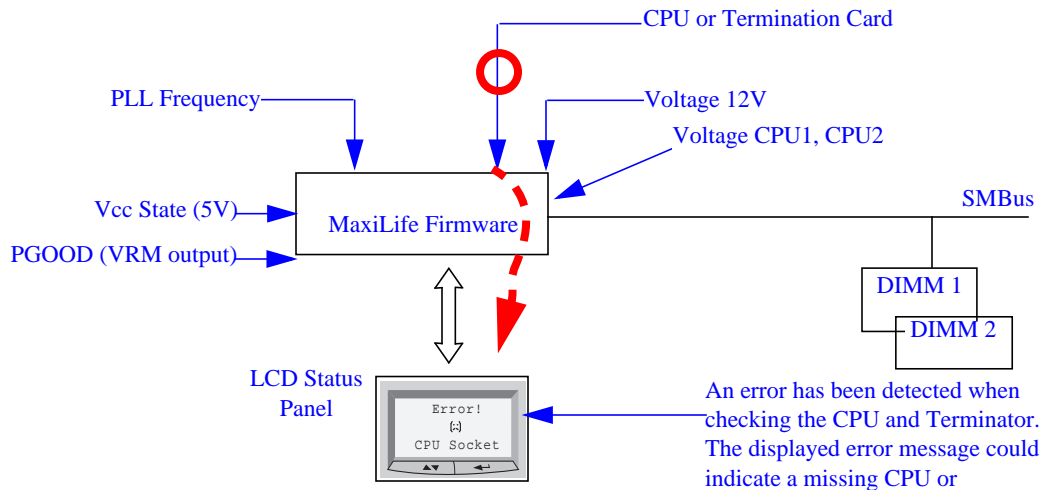 CPU or Termination Card
PLL Frequency
Voltage 12V
Voltage CPU1, CPU2
Vcc State (5V)
MaxiLife Firmware
SMBus
PGOOD (VRM output)
DIMM 1
DIMM 2
LCD Status
Panel
Error!
CPU Socket
An error has been detected when
checking the CPU and Terminator.
The displayed error message could
indicate a missing CPU or